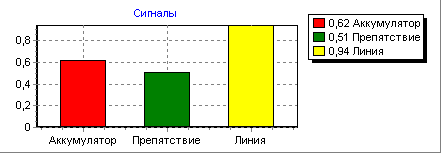 Сигналы
0,8
0,6
0,4
0,2
0
Аккумулятор Препятствие Линия
0,62 Аккумулятор
0,51 Препятствие
0,94 Линия